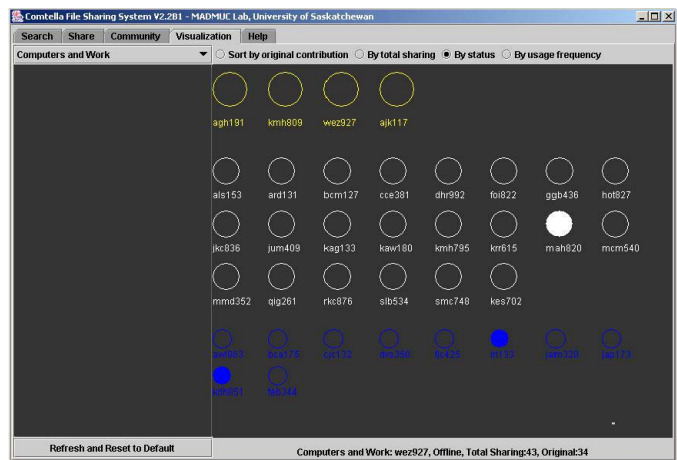 Comtella File Sharing System V2.2B1 - MADMUC Lab, University of Saskatchewan
Search Share Community Visualization Help
Computers and Work Sort by original contribution By total sharing By status By usage frequency
agh191 kmh809 wez927 ajk117
als153 ard131 bcm127 cce381 dhr992 foi822 ggb436 hot827
jkc836 jum409 kag133 kaw180 kmh795 krr615 mah820 mcm540
mmd352 qig261 rkc876 slb534 smc748 kes702
bca175 cjc132
teb344
Refresh and Reset to Default Computers and Work: wez927, Offline, Total Sharing:43, Original:34